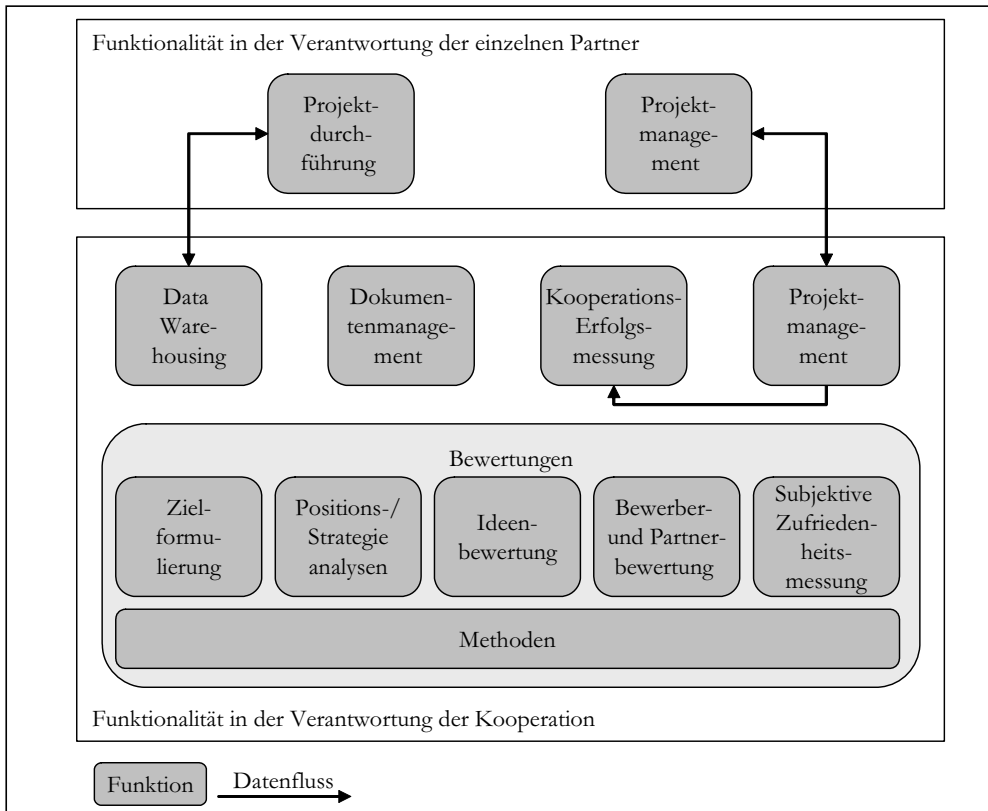 Funktionalität in der Verantwortung der einzelnen Partner
Projekt-
durch-
führung
Projekt-
manage-
ment
Data
Ware-
housing
Dokumen-
tenmanage-
ment
Kooperations-
Erfolgs-
messung
Projekt-
manage-
ment
Bewertungen
Ziel-
formu-
lierung
Positions-/
Strategie
analysen
Ideen-
bewertung
Bewerber-
und Partner-
bewertung
Subjektive
Zufrieden-
heits-
messung
Methoden
Funktionalität in der Verantwortung der Kooperation
Funktion
Datenfluss